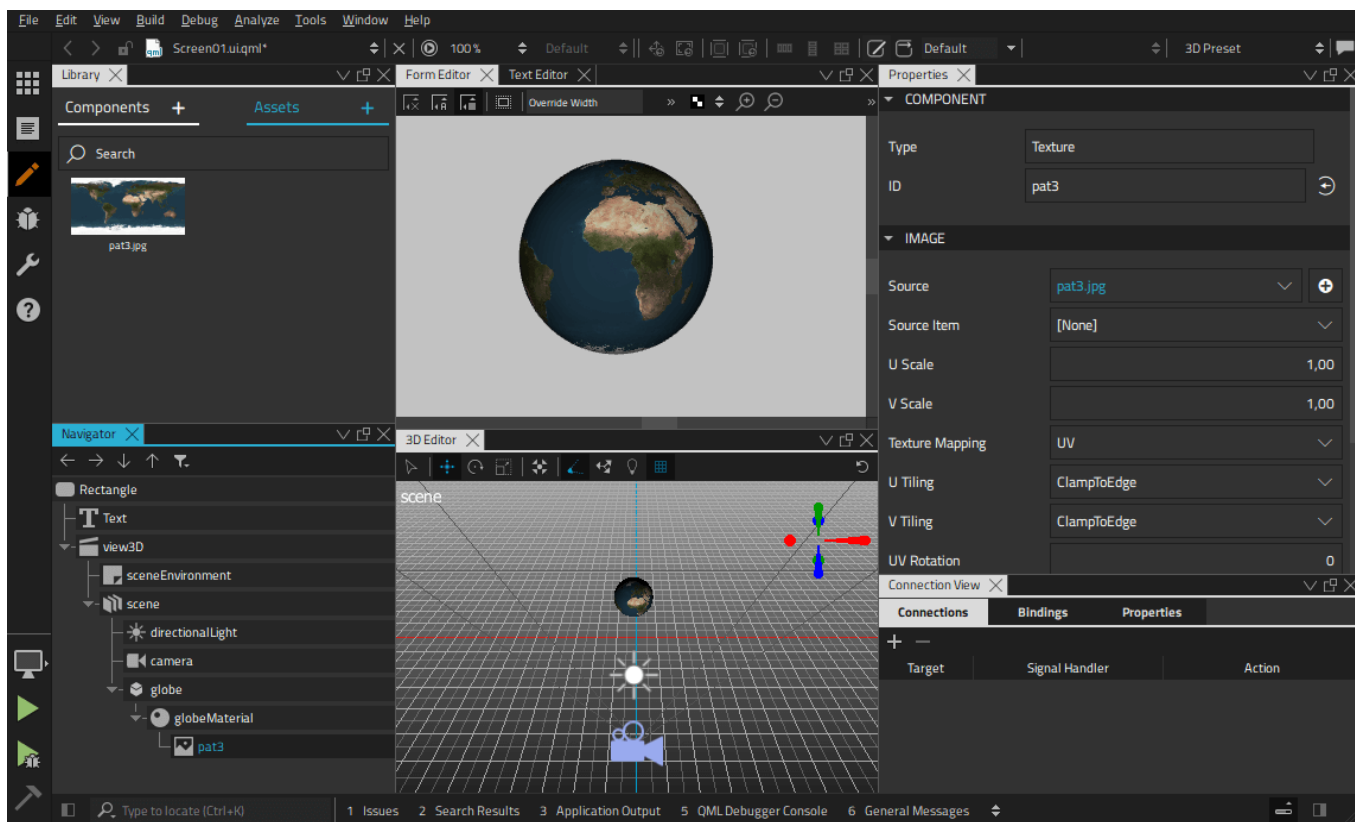 File Edit View Build Debug Analyze Tools Window Help
qml Screen01.ui.qml* 100% Default Default 3D Preset
Library
Components + Assets +
Search
pat3.jpg
Form Editor Text Editor
Override Width » »
Properties
COMPONENT
Type Texture
ID pat3
IMAGE
Source pat3.jpg
Source Item [None]
U Scale 1,00
V Scale 1,00
Texture Mapping UV
U Tiling ClampToEdge
V Tiling ClampToEdge
UV Rotation 0
Navigator
Rectangle
Text
view3D
sceneEnvironment
scene
directionalLight
camera
globe
globeMaterial
pat3
3D Editor
scene
Connection View
Connections Bindings Properties
Target Signal Handler Action
Type to locate (Ctrl+K) 1 Issues 2 Search Results 3 Application Output 5 QML Debugger Console 6 General Messages